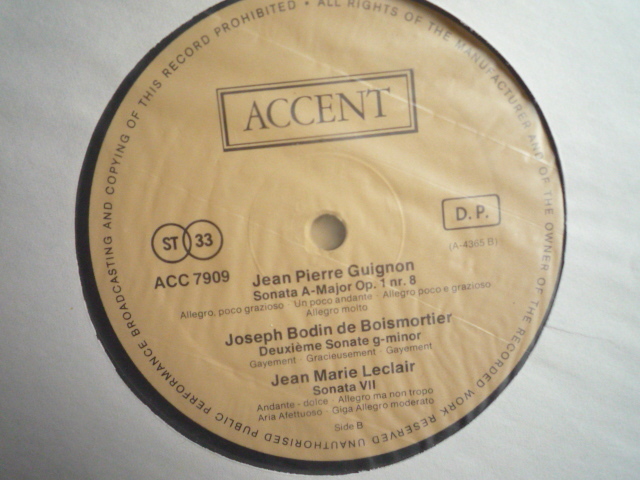 ALL RIGHTS OF THE MANUFACTURER AND OF THE OWNER OF THE RECORDED WORK RESERVED UNAUTHORISED PUBLIC PERFORMANCE BROADCASTING AND COPYING OF THIS RECORD PROHIBITED •
ACCENT
ST 33
D.P.
(A-4365 B)
ACC 7909
Jean Pierre Guignon
Sonata A-Major Op. 1 nr. 8
Allegro, poco grazioso · Un poco andante · Allegro poco e grazioso
Allegro molto
Joseph Bodin de Boismortier
Deuxième Sonate g-minor
Gayement · Gracieusement · Gayement
Jean Marie Leclair
Sonata VII
Andante - dolce · Allegro ma non tropo
Aria Afettuoso · Giga Allegro moderato
Side B